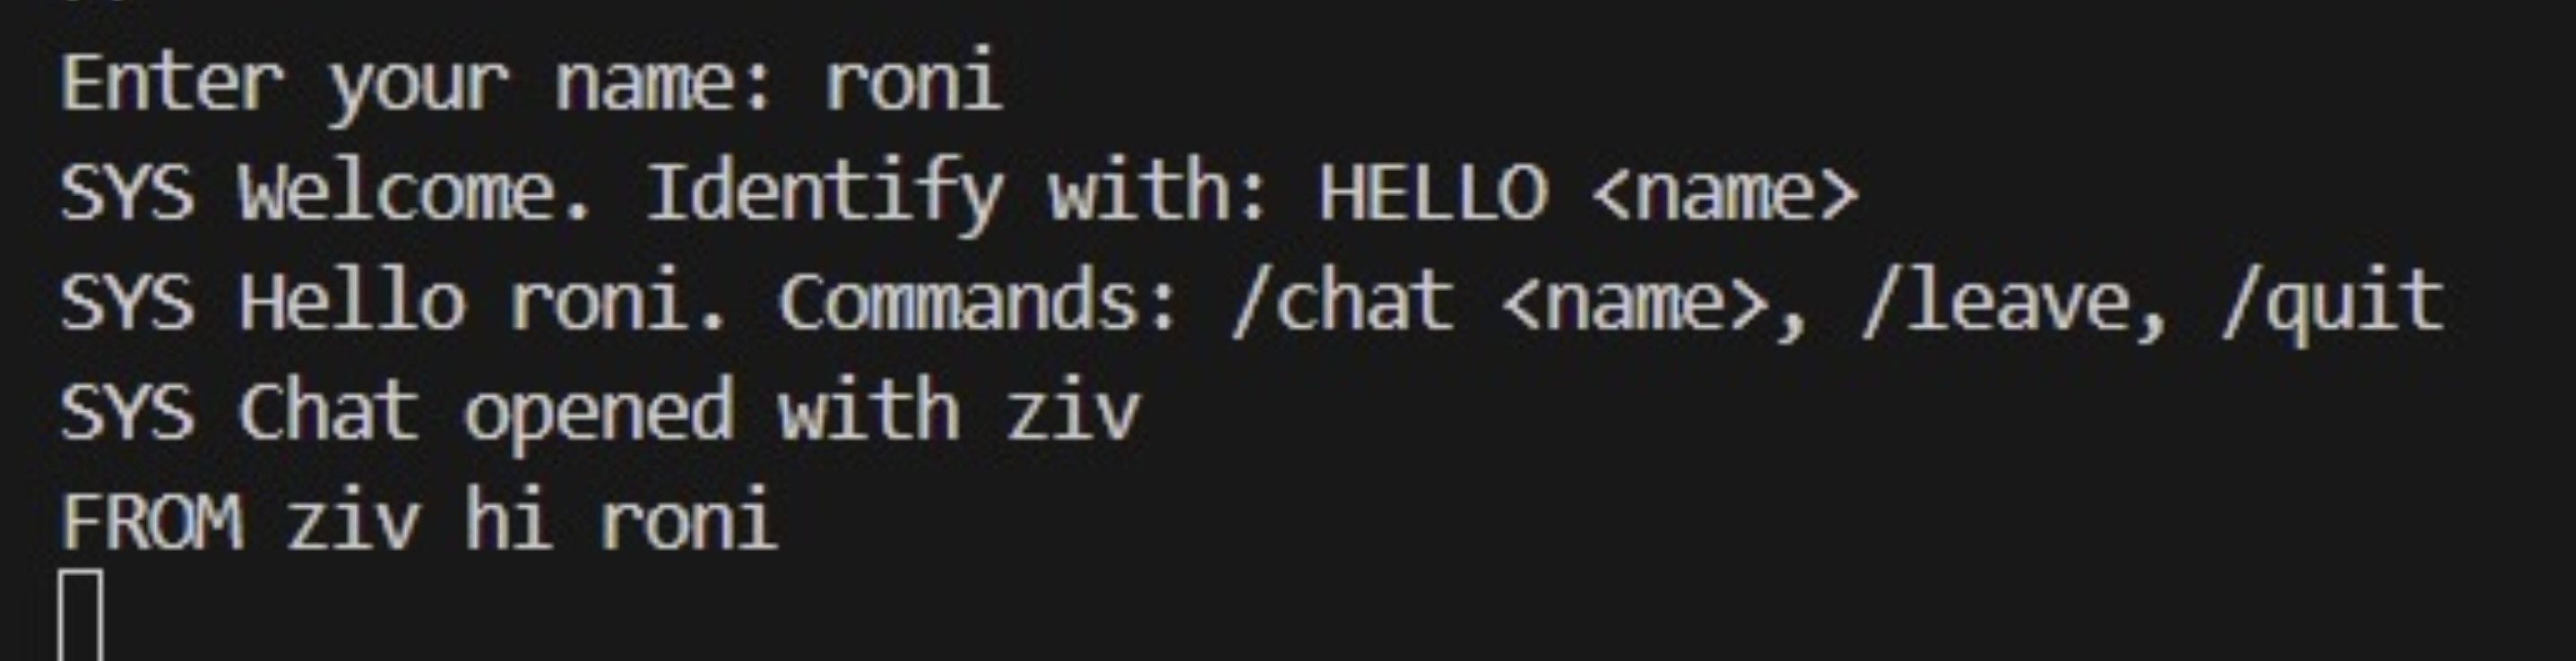 Enter your name: roni
SYS Welcome. Identify with: HELLO <name>
SYS Hello roni. Commands: /chat <name>, /leave, /quit
SYS Chat opened with ziv
FROM ziv hi roni